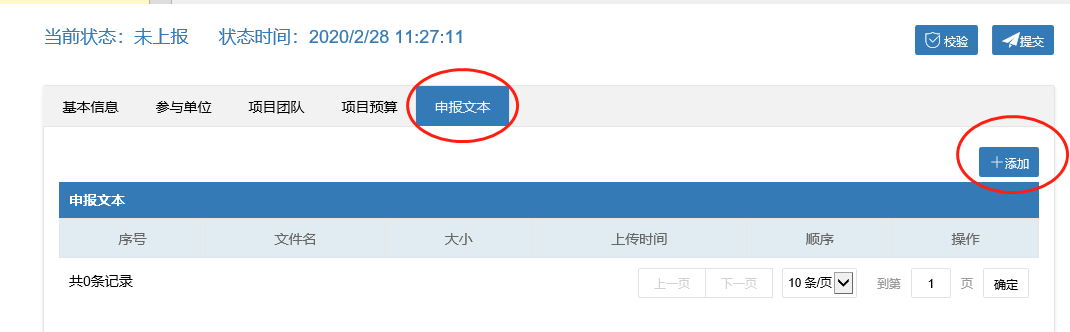 当前状态：未上报 状态时间：2020/2/28 11:27:11 校验 提交
基本信息 参与单位 项目团队 项目预算 申报文本
添加
申报文本
序号 文件名 大小 上传时间 顺序 操作
共0条记录 上一页 下一页 10 条/页 到第 1 页 确定